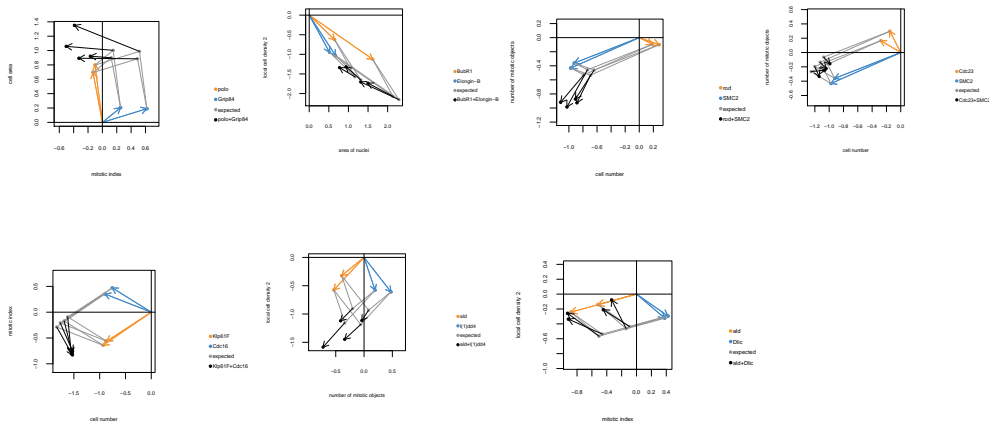 cell area
1.4
1.2
1.0
0.8
0.6
0.4
0.2
0.0
−0.6 −0.4 −0.2 0.0 0.2 0.4 0.6
mitotic index
polo
Grip84
expected
polo+Grip84
local cell density 2
0.0
−0.5
−1.0
−1.5
−2.0
0.0 0.5 1.0 1.5 2.0
area of nuclei
BubR1
Elongin−B
expected
BubR1+Elongin−B
number of mitotic objects
0.2
−0.0
−0.4
−0.8
−1.2
−1.0 −0.6 −0.2 0.2
cell number
rod
SMC2
expected
rod+SMC2
number of mitotic objects
0.6
0.4
0.2
0.0
−0.2
−0.6
−1.2 −1.0 −0.8 −0.6 −0.4 0.0
cell number
Cdc23
SMC2
expected
Cdc23+SMC2
mitotic index
0.5
0.0
−0.5
−1.0
−1.5 −1.0 −0.5 0.0
cell number
Klp61F
Cdc16
expected
Klp61F+Cdc16
local cell density 2
0.0
−0.5
−1.0
−1.5
−0.5 0.0 0.5
number of mitotic objects
ald
l(1)dd4
expected
ald+l(1)dd4
local cell density 2
0.4
0.2
−0.0
−0.2
−0.6
−1.0
−0.8 −0.6 −0.4 −0.2 0.0 0.2 0.4
mitotic index
ald
Dlic
expected
ald+Dlic